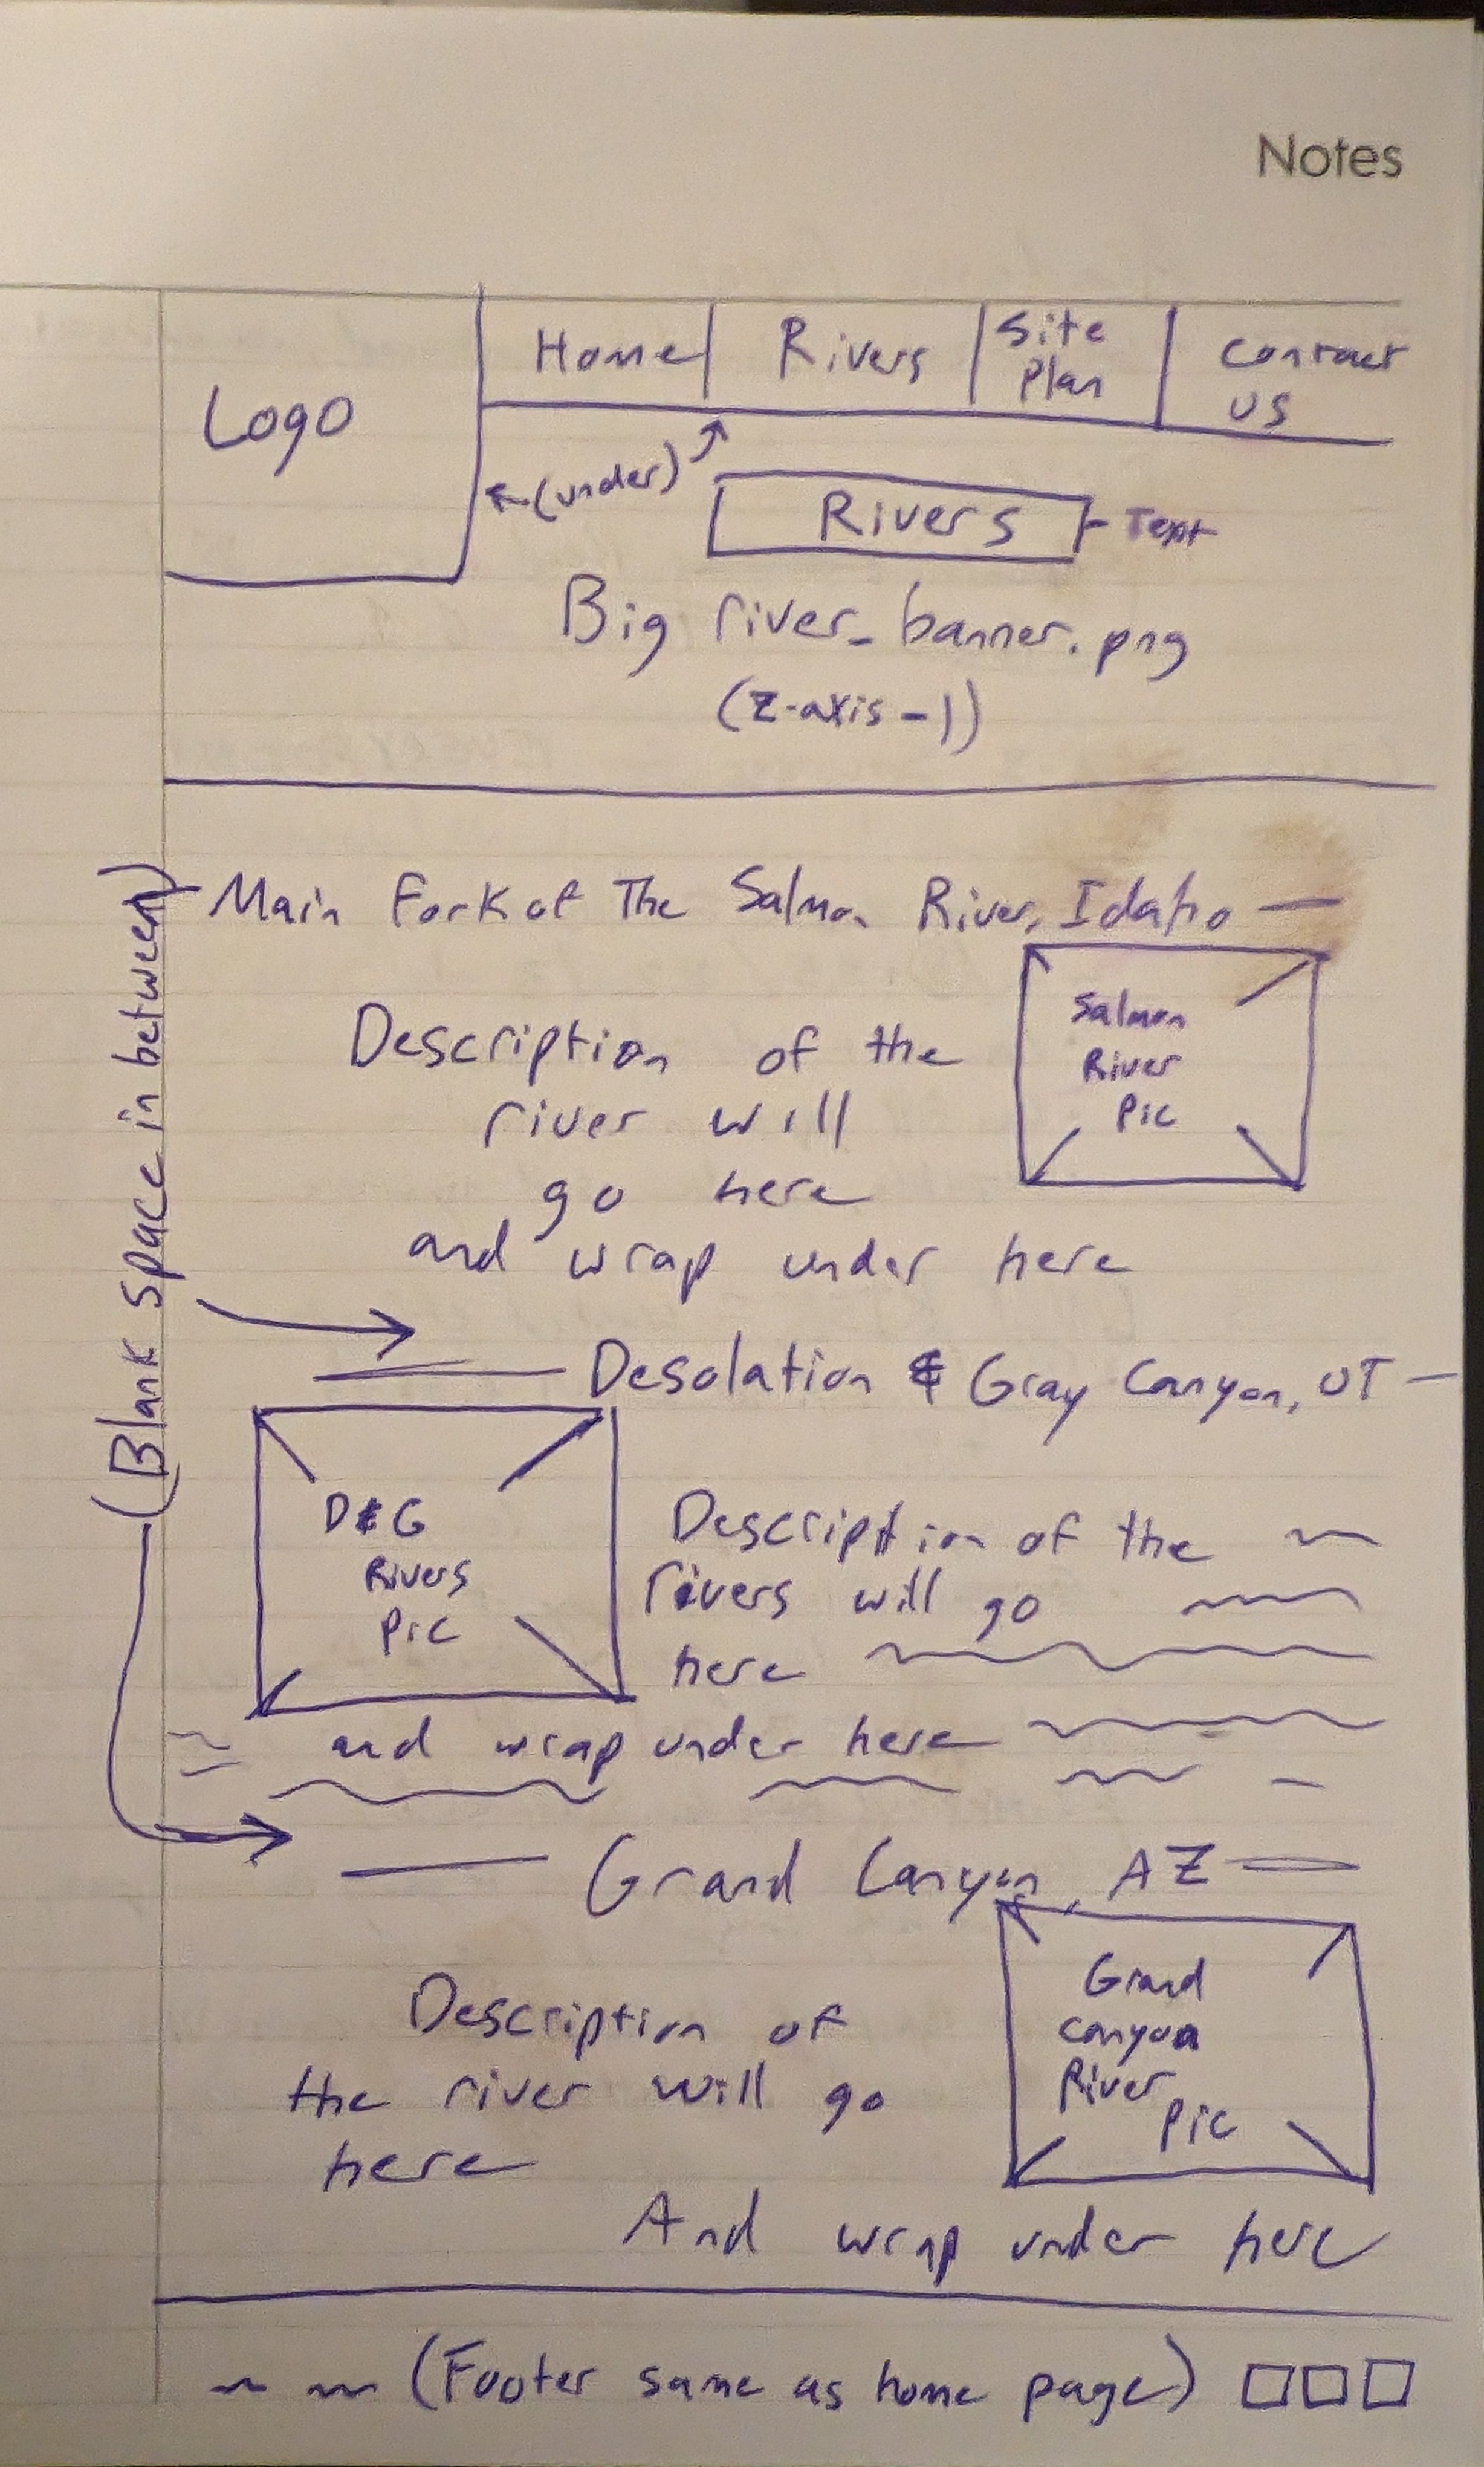 Notes
Logo
Home
Rivers
Site
Plan
Contact
US
(under)
Rivers
Text
Big river_banner.png
(z-axis-1)
(Blank space in between)
Main Fork of The Salmon River, Idaho
Description of the
river will
go here
and wrap under here
Salmon
River
Pic
Desolation & Gray Canyon, UT
D&G
Rivers
Pic
Description of the
rivers will go
here
and wrap under here
Grand Canyon, AZ
Description of
the river will go
here
And wrap under here
Grand
Canyon
River
Pic
(Footer same as home page)